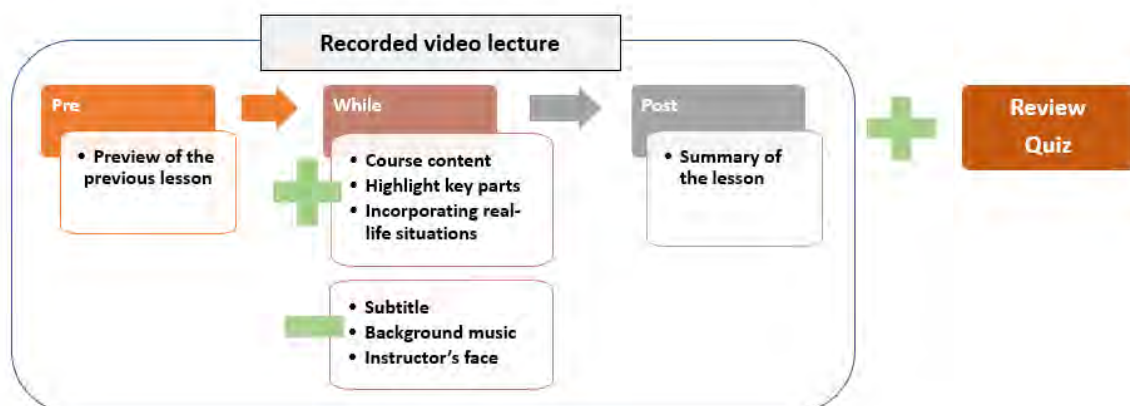 Recorded video lecture
Pre
• Preview of the
previous lesson
While
• Course content
• Highlight key parts
• Incorporating real-
life situations
• Subtitle
• Background music
• Instructor's face
Post
• Summary of
the lesson
Review
Quiz